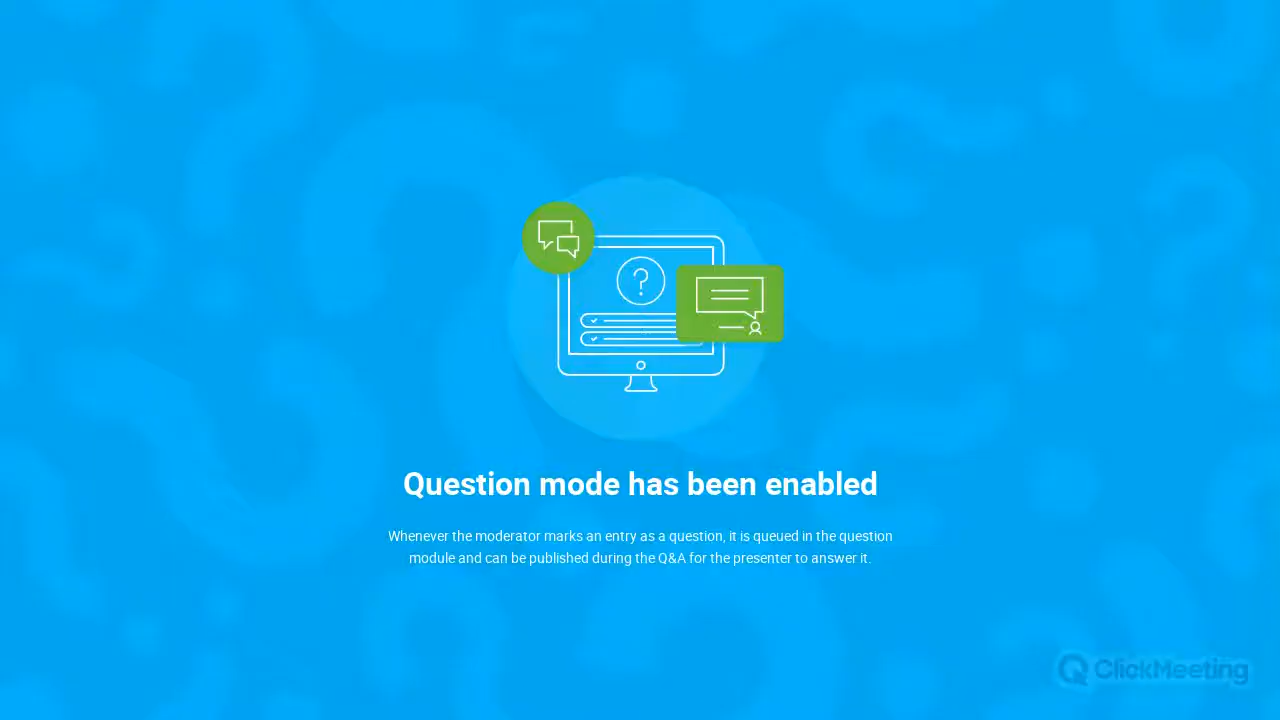 Question mode has been enabled
Whenever the moderator marks an entry as a question, it is queued in the question
module and can be published during the Q&A for the presenter to answer it.
ClickMeeting